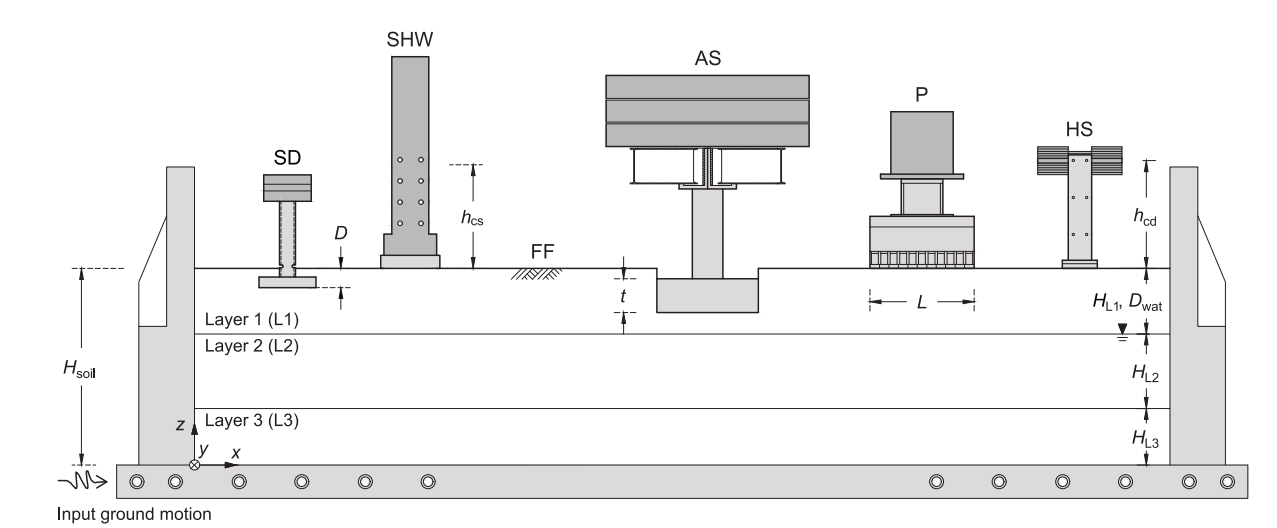 SHW
AS
P
HS
SD
D
h_cs
h_cd
FF
t
L
H_L1, D_wat
Layer 1 (L1)
Layer 2 (L2)
H_soil
H_L2
Layer 3 (L3)
z
H_L3
y
x
Input ground motion